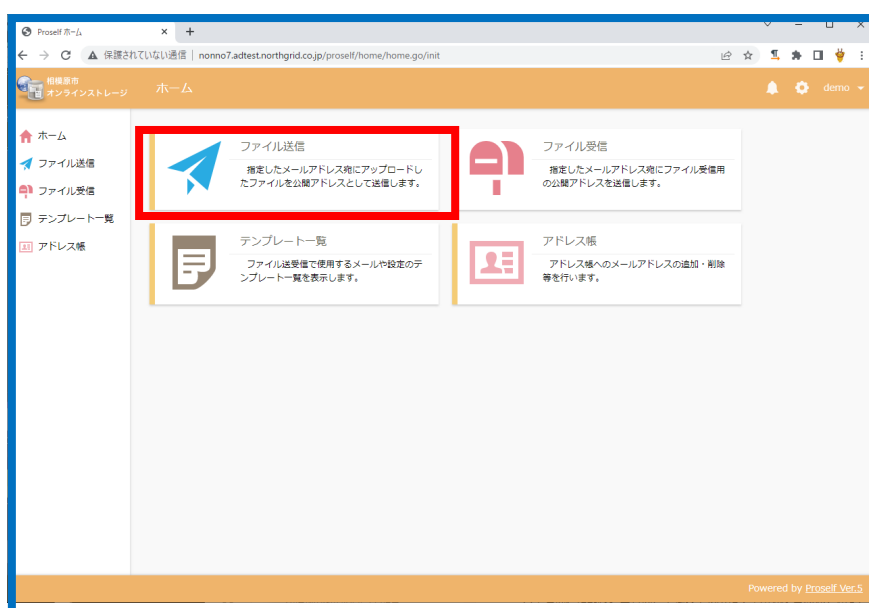 Proself ホーム
保護されていない通信 | nonno7.adtest.northgrid.co.jp/proself/home/home.go/init
相模原市
オンラインストレージ
ホーム
demo
ホーム
ファイル送信
ファイル受信
テンプレート一覧
アドレス帳
ファイル送信
指定したメールアドレス宛にアップロードし
たファイルを公開アドレスとして送信します。
ファイル受信
指定したメールアドレス宛にファイル受信用
の公開アドレスを送信します。
テンプレート一覧
ファイル送受信で使用するメールや設定のテ
ンプレート一覧を表示します。
アドレス帳
アドレス帳へのメールアドレスの追加・削除
等を行います。
Powered by Proself Ver.5